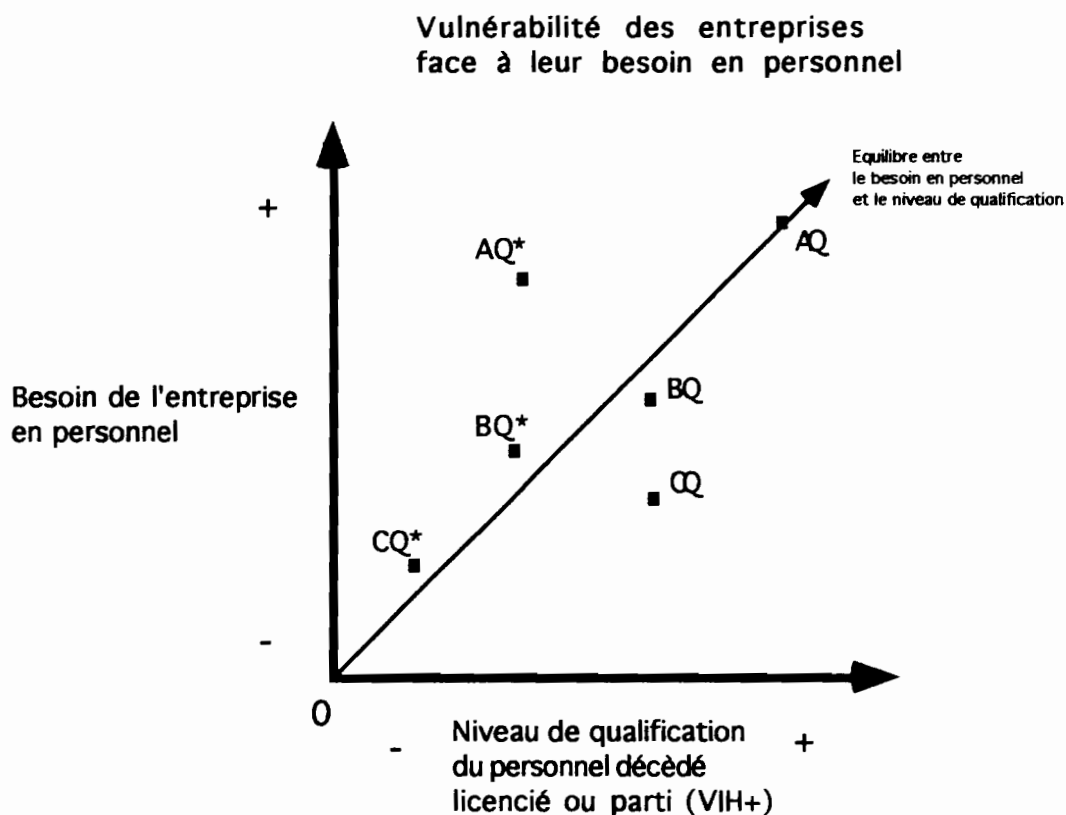 Vulnérabilité des entreprises
face à leur besoin en personnel
Equilibre entre
le besoin en personnel
et le niveau de qualification
+
AQ*
AQ
Besoin de l'entreprise
en personnel
BQ
BQ*
CQ
CQ*
-
0
-
Niveau de qualification
du personnel décèdé
licencié ou parti (VIH+)
+